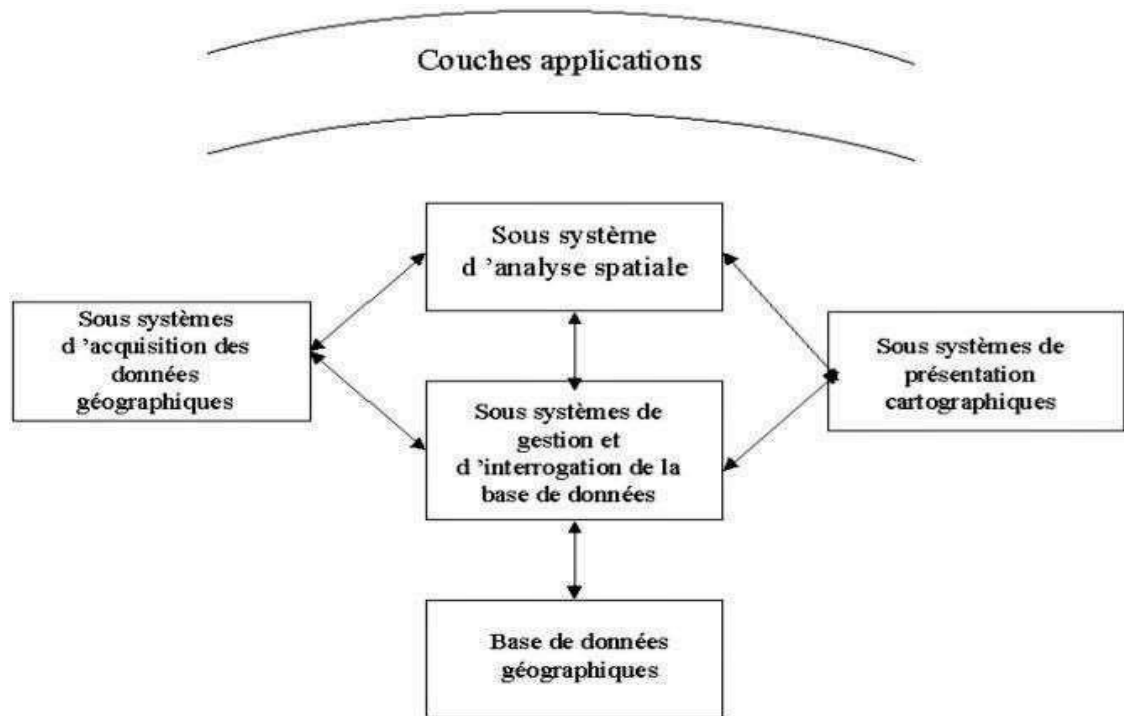 Couches applications
Sous système
d ’analyse spatiale
Sous systèmes
d ’acquisition des
données
géographiques
Sous systèmes de
présentation
cartographiques
Sous systèmes de
gestion et
d ’interrogation de la
base de données
Base de données
géographiques